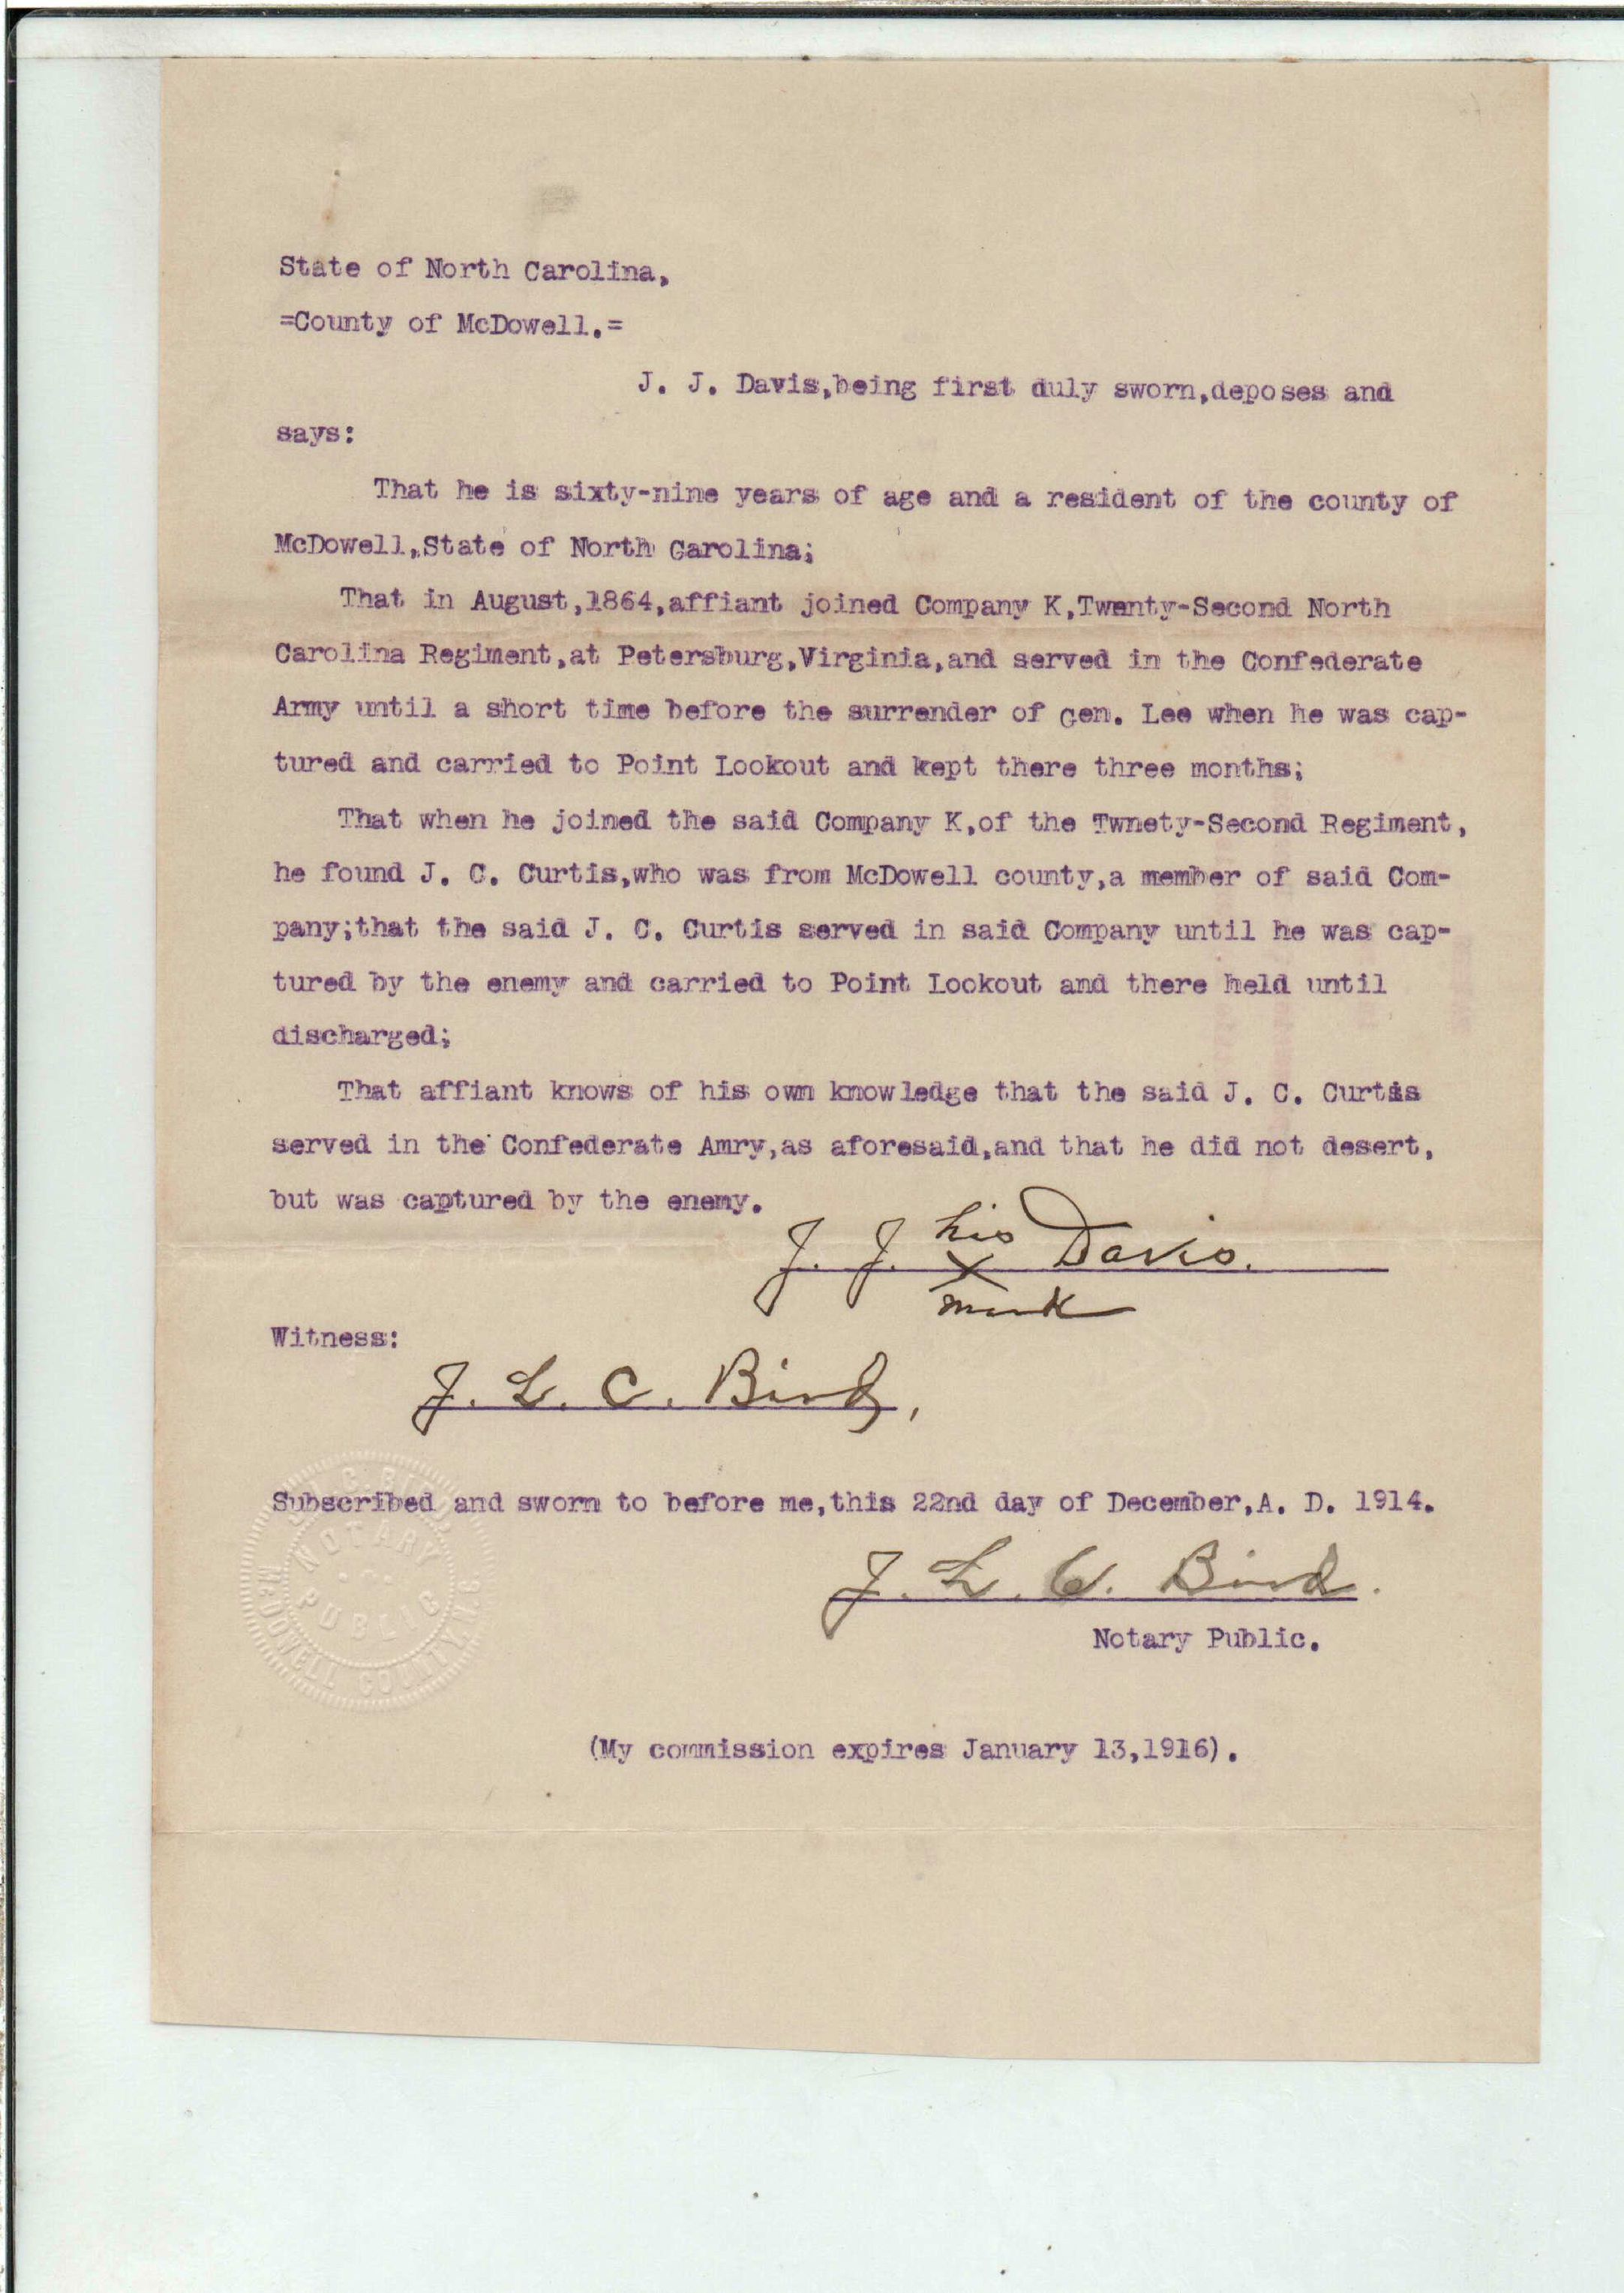 State of North Carolina,
=County of McDowell.=
J. J. Davis,being first duly sworn,deposes and
says:
That he is sixty-nine years of age and a resident of the county of
McDowell,State of North Carolina;
That in August,1864,affiant joined Company K,Twenty-Second North
Carolina Regiment,at Petersburg,Virginia,and served in the Confederate
Army until a short time before the surrender of Gen. Lee when he was cap-
tured and carried to Point Lookout and kept there three months;
That when he joined the said Company K,of the Twnety-Second Regiment,
he found J. C. Curtis,who was from McDowell county,a member of said Com-
pany;that the said J. C. Curtis served in said Company until he was cap-
tured by the enemy and carried to Point Lookout and there held until
discharged;
That affiant knows of his own knowledge that the said J. C. Curtis
served in the Confederate Amry,as aforesaid,and that he did not desert,
but was captured by the enemy.
J. J. his X mark Davis.
Witness:
J. L. C. Bird,
Subscribed and sworn to before me,this 22nd day of December,A. D. 1914.
J. L. C. Bird.
Notary Public.
NOTARY
PUBLIC
McDOWELL COUNTY, N.C.
(My commission expires January 13,1916).